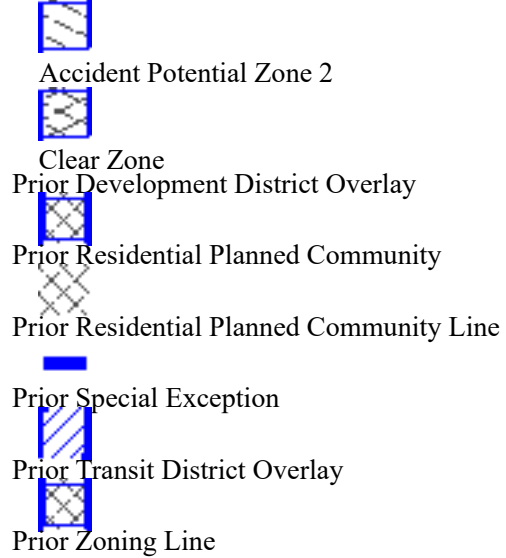 Accident Potential Zone 2
Clear Zone
Prior Development District Overlay
Prior Residential Planned Community
Prior Residential Planned Community Line
Prior Special Exception
Prior Transit District Overlay
Prior Zoning Line